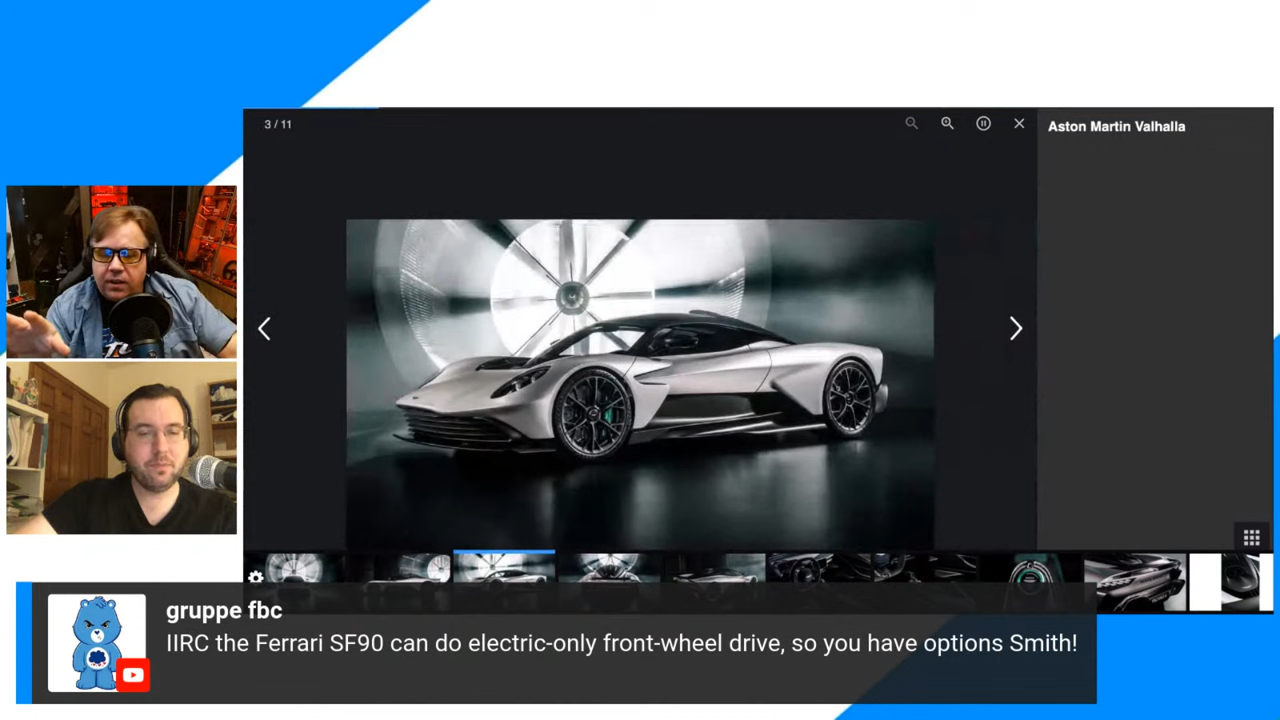 3 / 11
Aston Martin Valhalla
gruppe fbc
IIRC the Ferrari SF90 can do electric-only front-wheel drive, so you have options Smith!